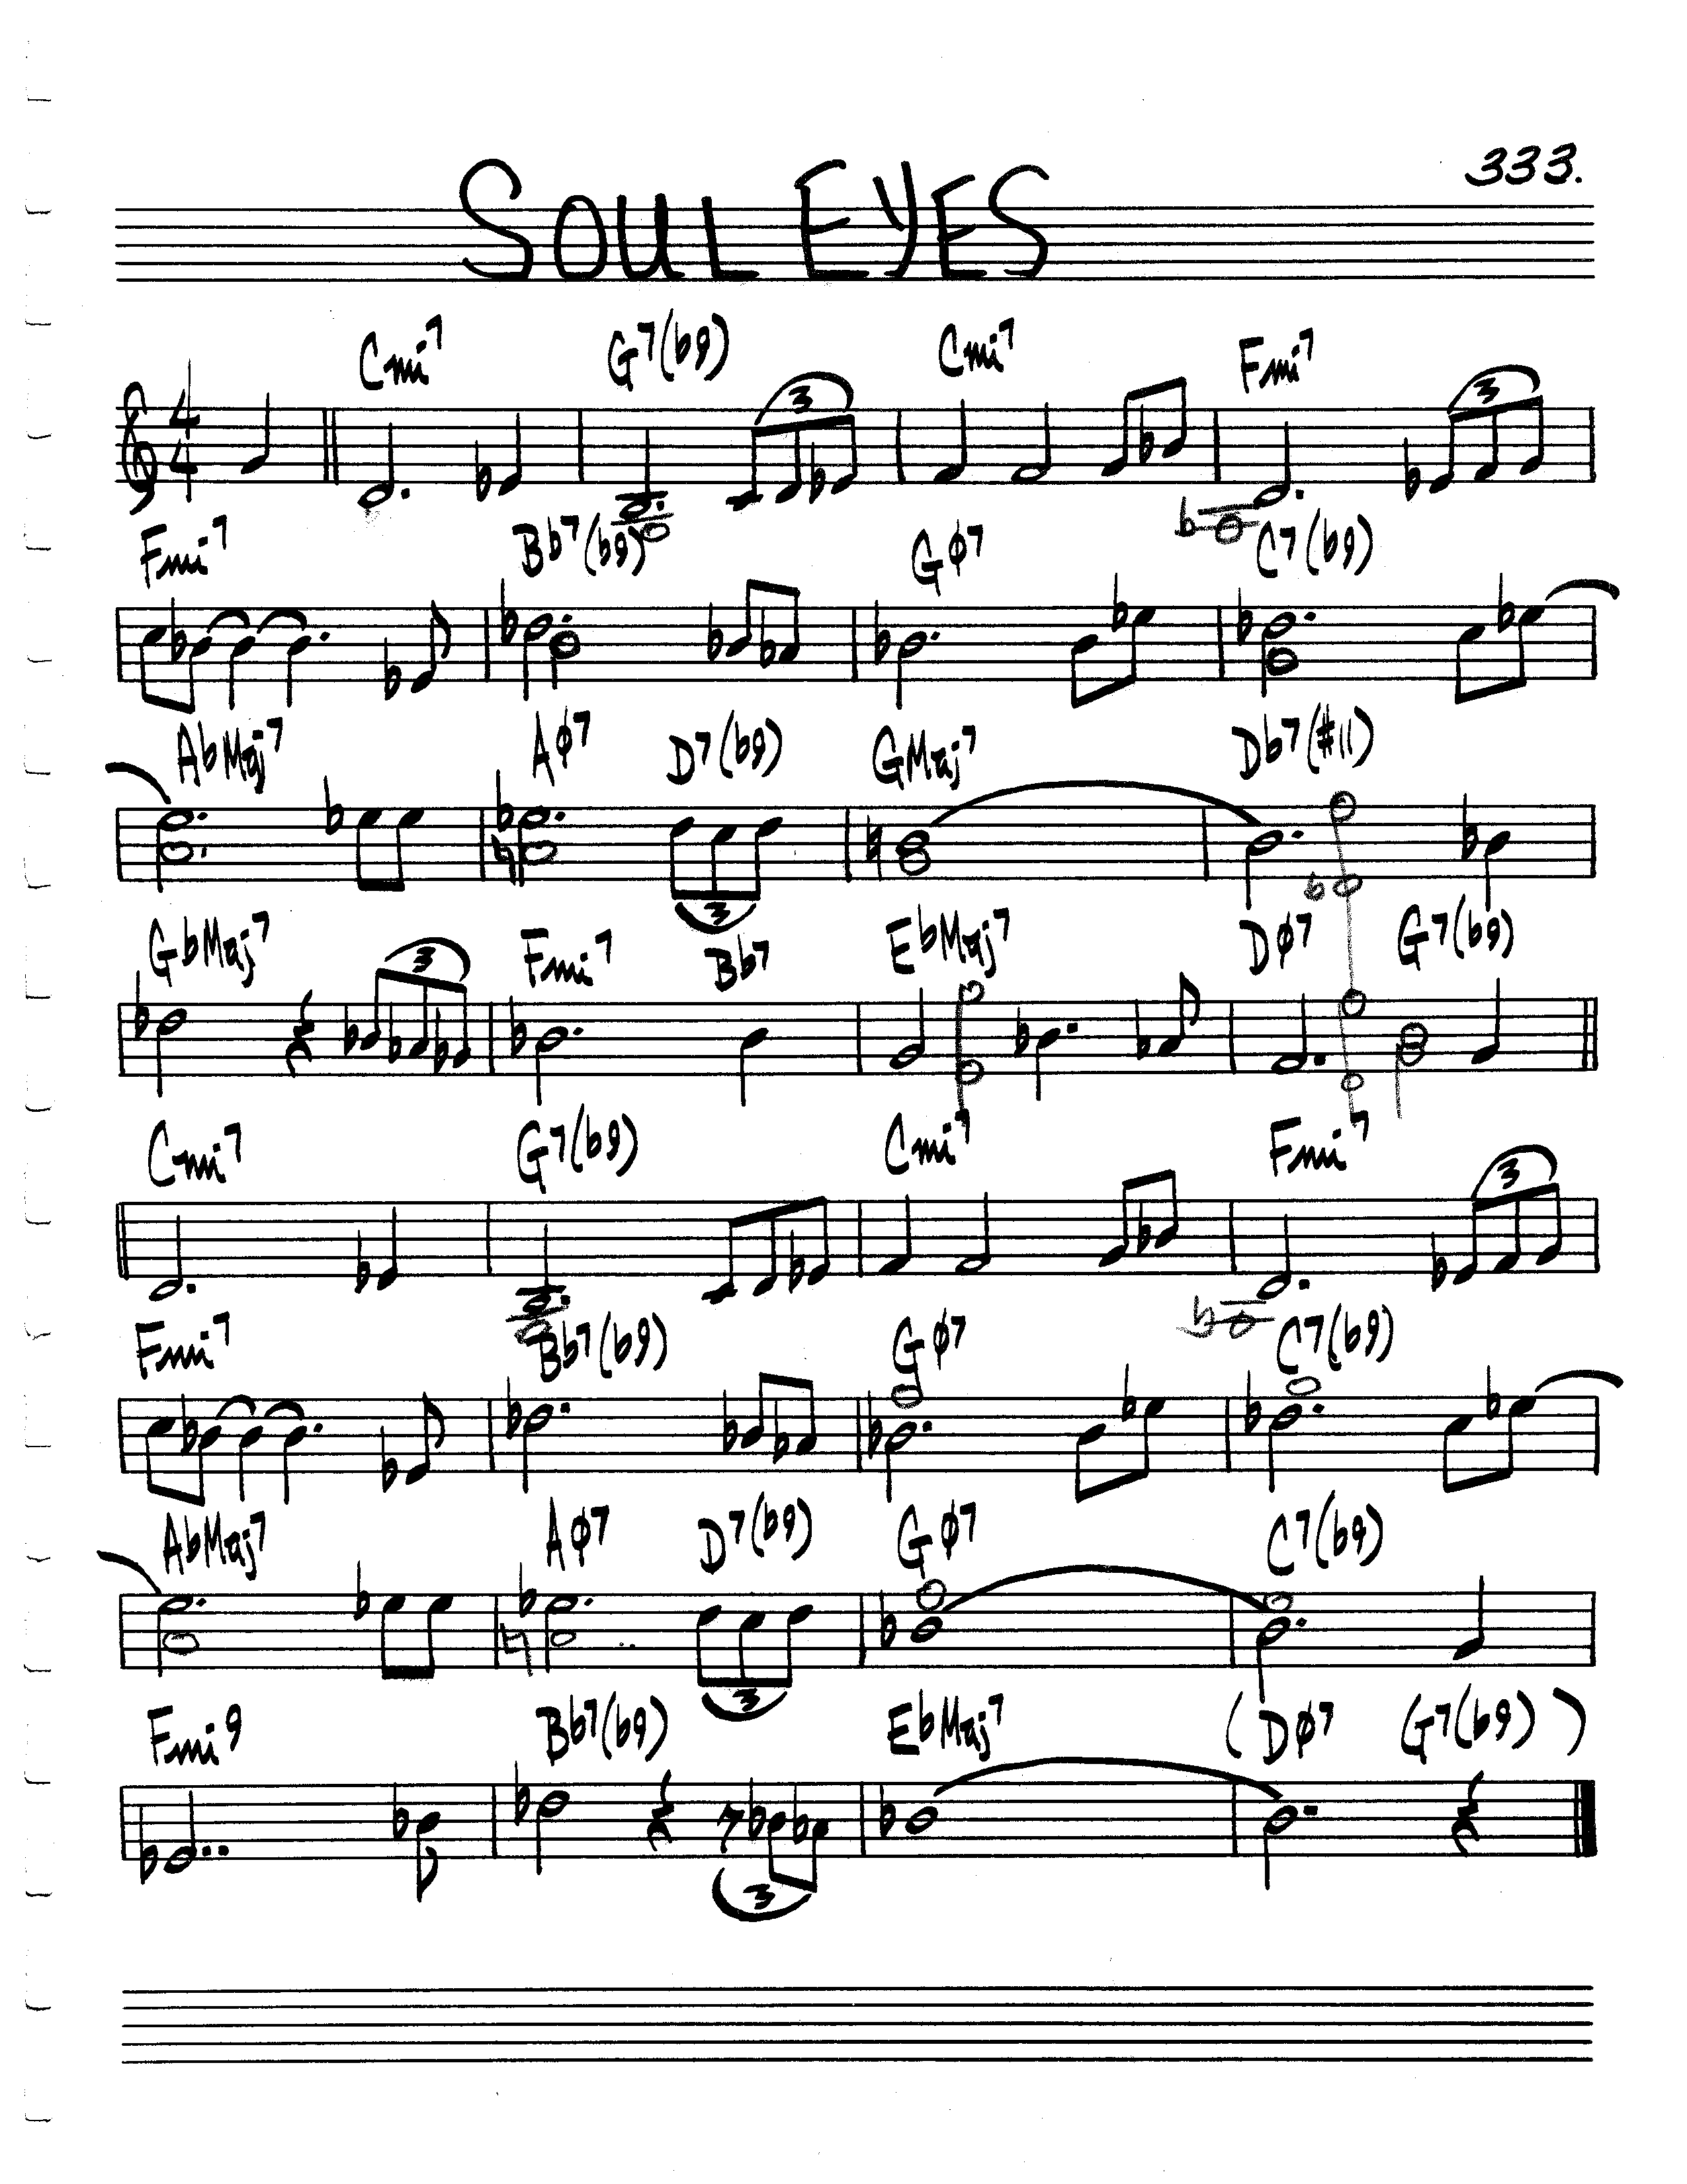 333.
SOUL EYES
Cmi7 G7(b9) Cmi7 Fmi7
4
4
3 3
Fmi7 Bb7(b9) Gø7 C7(b9)
AbMaj7 Aø7 D7(b9) GMaj7 Db7(#11)
3
GbMaj7 Fmi7 Bb7 EbMaj7 Dø7 G7(b9)
3
Cmi7 G7(b9) Cmi7 Fmi7
3
Fmi7 Bb7(b9) Gø7 C7(b9)
AbMaj7 Aø7 D7(b9) Gø7 C7(b9)
3
Fmi9 Bb7(b9) EbMaj7 (Dø7 G7(b9))
3